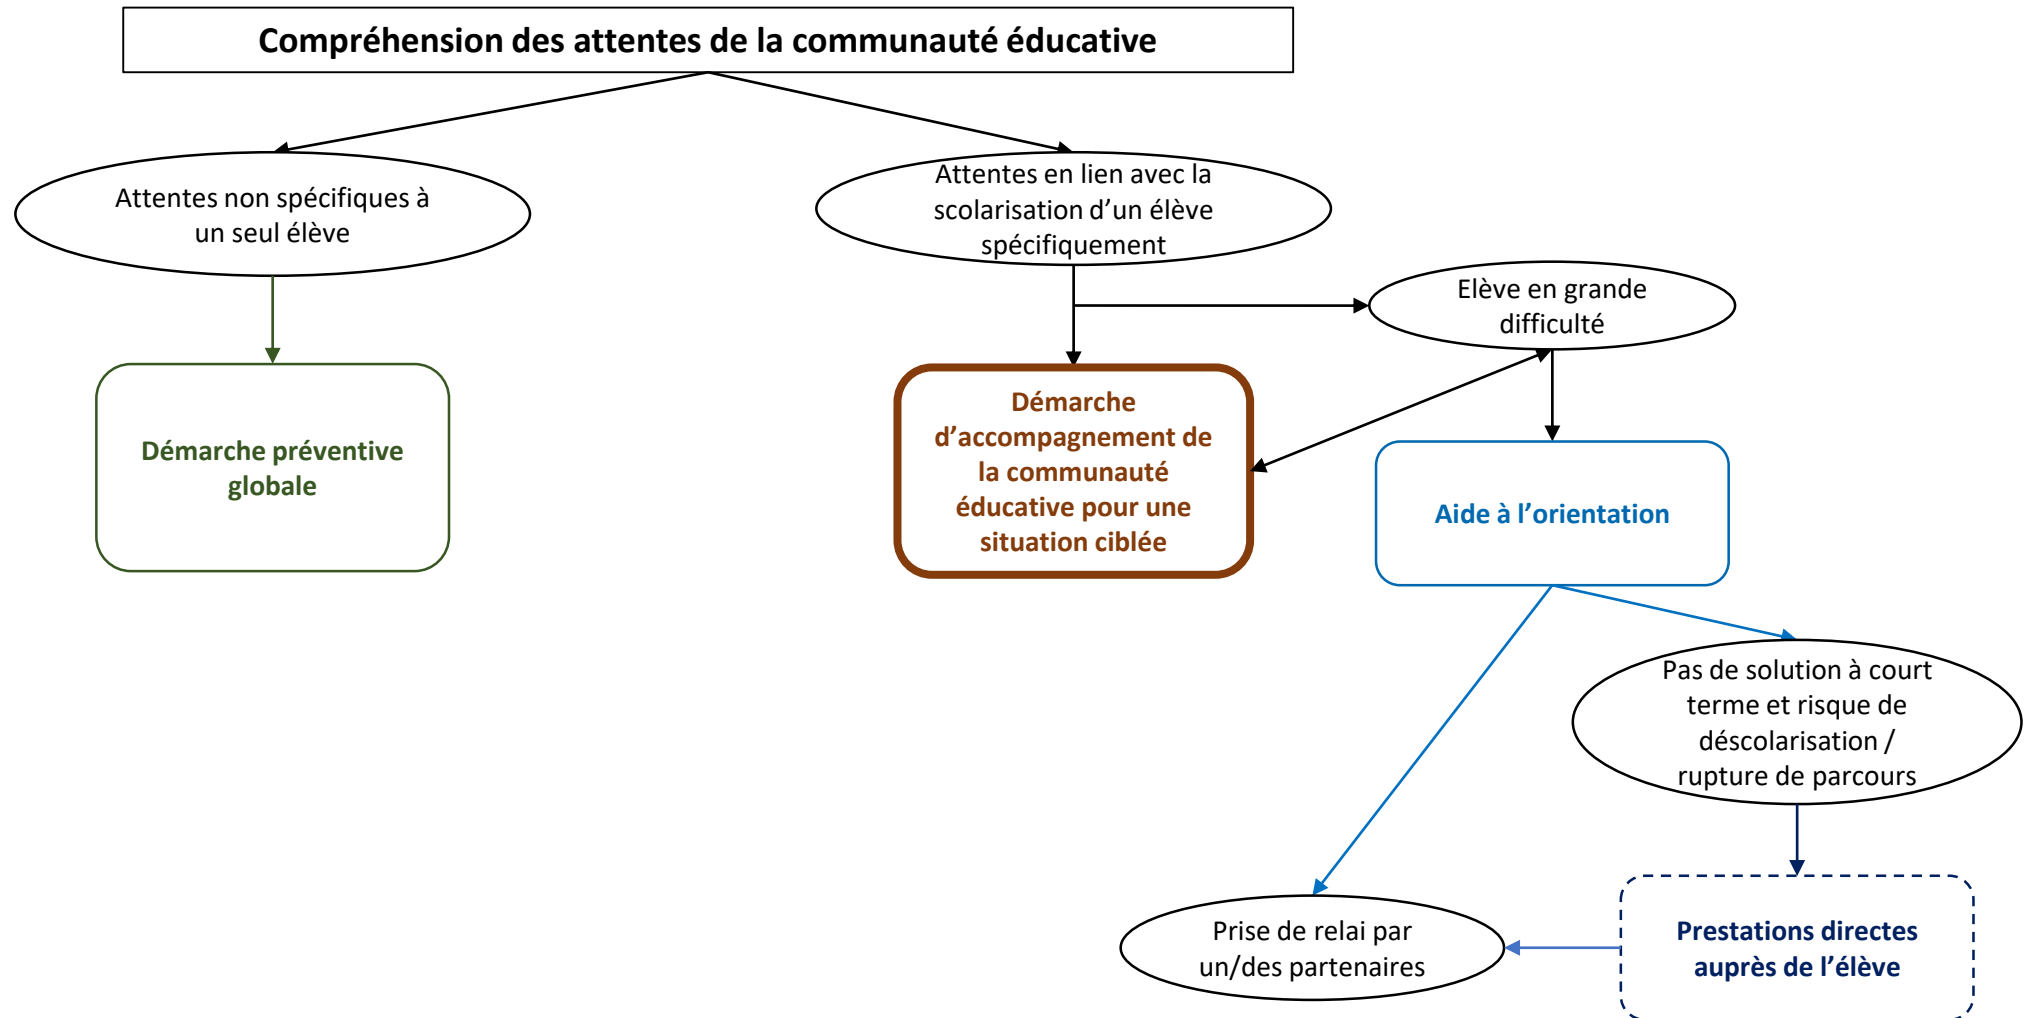 Compréhension des attentes de la communauté éducative
Attentes non spécifiques à
un seul élève
Attentes en lien avec la
scolarisation d’un élève
spécifiquement
Elève en grande
difficulté
Démarche préventive
globale
Démarche
d’accompagnement de
la communauté
éducative pour une
situation ciblée
Aide à l’orientation
Pas de solution à court
terme et risque de
déscolarisation /
rupture de parcours
Prise de relai par
un/des partenaires
Prestations directes
auprès de l’élève